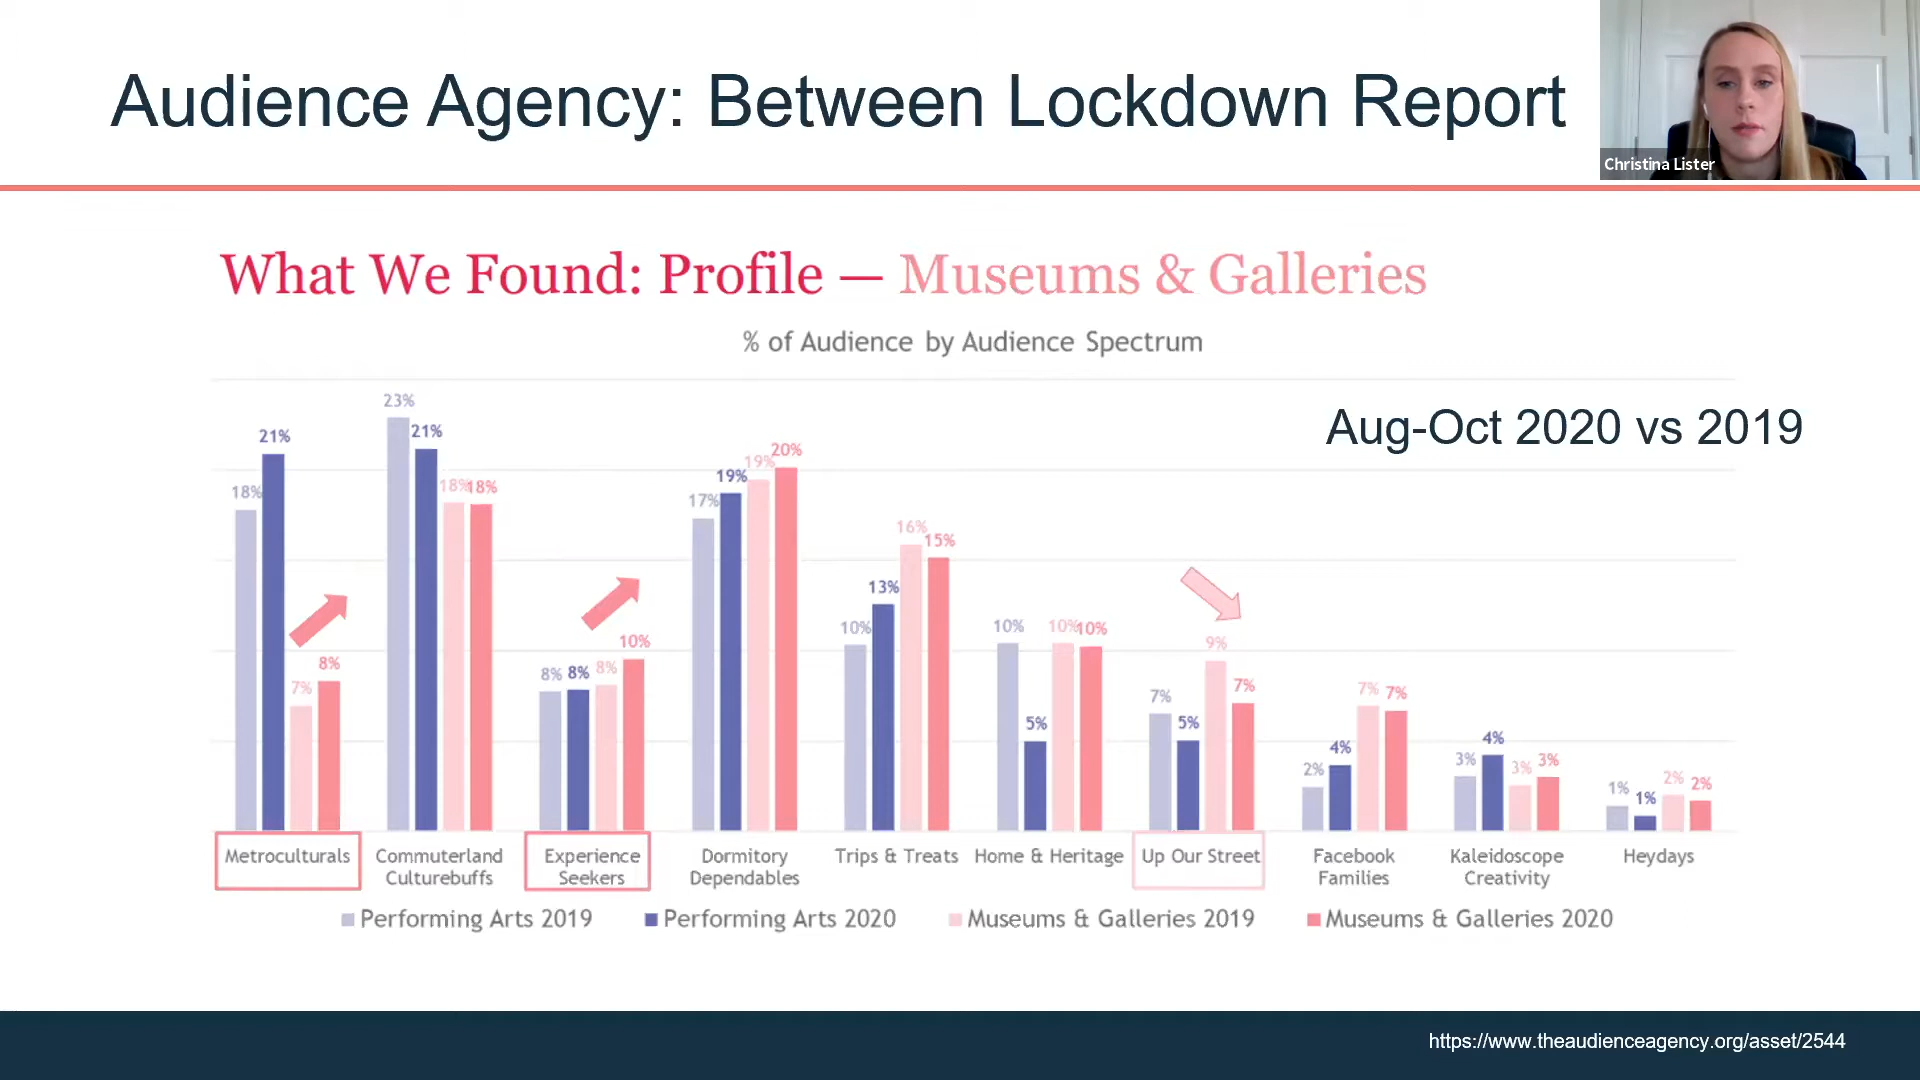 Audience Agency: Between Lockdown Report
Christina Lister
What We Found: Profile — Museums & Galleries
% of Audience by Audience Spectrum
Aug-Oct 2020 vs 2019
18% 21% 7% 8%
23% 21% 18% 18%
8% 8% 8% 10%
17% 19% 19% 20%
10% 13% 16% 15%
10% 5% 10% 10%
7% 5% 9% 7%
2% 4% 7% 7%
3% 4% 3% 3%
1% 1% 2% 2%
Metroculturals
Commuterland
Culturebuffs
Experience
Seekers
Dormitory
Dependables
Trips & Treats
Home & Heritage
Up Our Street
Facebook
Families
Kaleidoscope
Creativity
Heydays
Performing Arts 2019 Performing Arts 2020 Museums & Galleries 2019 Museums & Galleries 2020
https://www.theaudienceagency.org/asset/2544